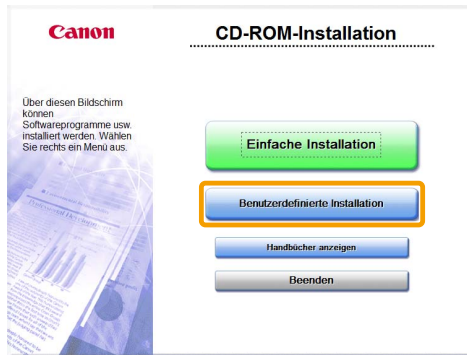 Canon
CD-ROM-Installation
Über diesen Bildschirm
können
Softwareprogramme usw.
installiert werden. Wählen
Sie rechts ein Menü aus.
Einfache Installation
Benutzerdefinierte Installation
Handbücher anzeigen
Beenden